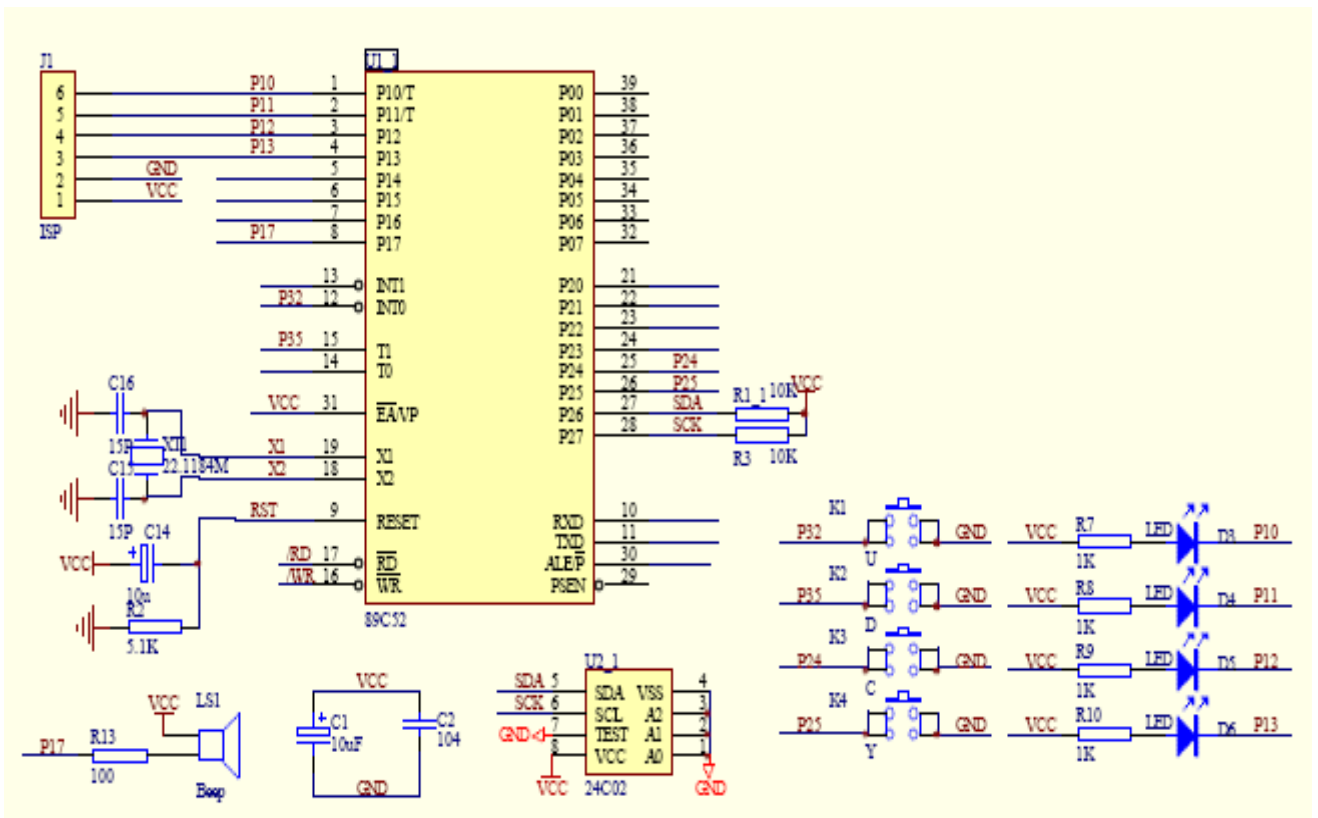 J1
6
5
4
3
2
1
ISP
P10
P11
P12
P13
GND
VCC
P17
1
2
3
4
5
6
7
8
U1_1
P10/T
P11/T
P12
P13
P14
P15
P16
P17
13
P32 12
INT1
INT0
P35 15
14
T1
T0
VCC 31
EA/VP
X1 19
X2 18
X1
X2
RST 9
RESET
/RD 17
/WR 16
RD
WR
89C52
P00 39
P01 38
P02 37
P03 36
P04 35
P05 34
P06 33
P07 32
P20 21
P21 22
P22 23
P23 24
P24 25 P24
P25 26 P25
P26 27 SDA
P27 28 SCK
R1_1 10K
VCC
R3 10K
RXD 10
TXD 11
ALE/P 30
PSEN 29
C16
15P
XT1
22.1184M
C15
15P
C14
VCC
10u
R2
5.1K
P17
R13
100
VCC
LS1
Beep
VCC
C1
10uF
C2
104
GND
U2_1
SDA 5
SCK 6
GND 7
8
VCC
SDA VSS
SCL A2
TEST A1
VCC A0
4
3
2
1
GND
24C02
P32 K1 U GND
P35 K2 D GND
P24 K3 C GND
P25 K4 Y GND
VCC R7 1K LED D3 P10
VCC R8 1K LED D4 P11
VCC R9 1K LED D5 P12
VCC R10 1K LED D6 P13